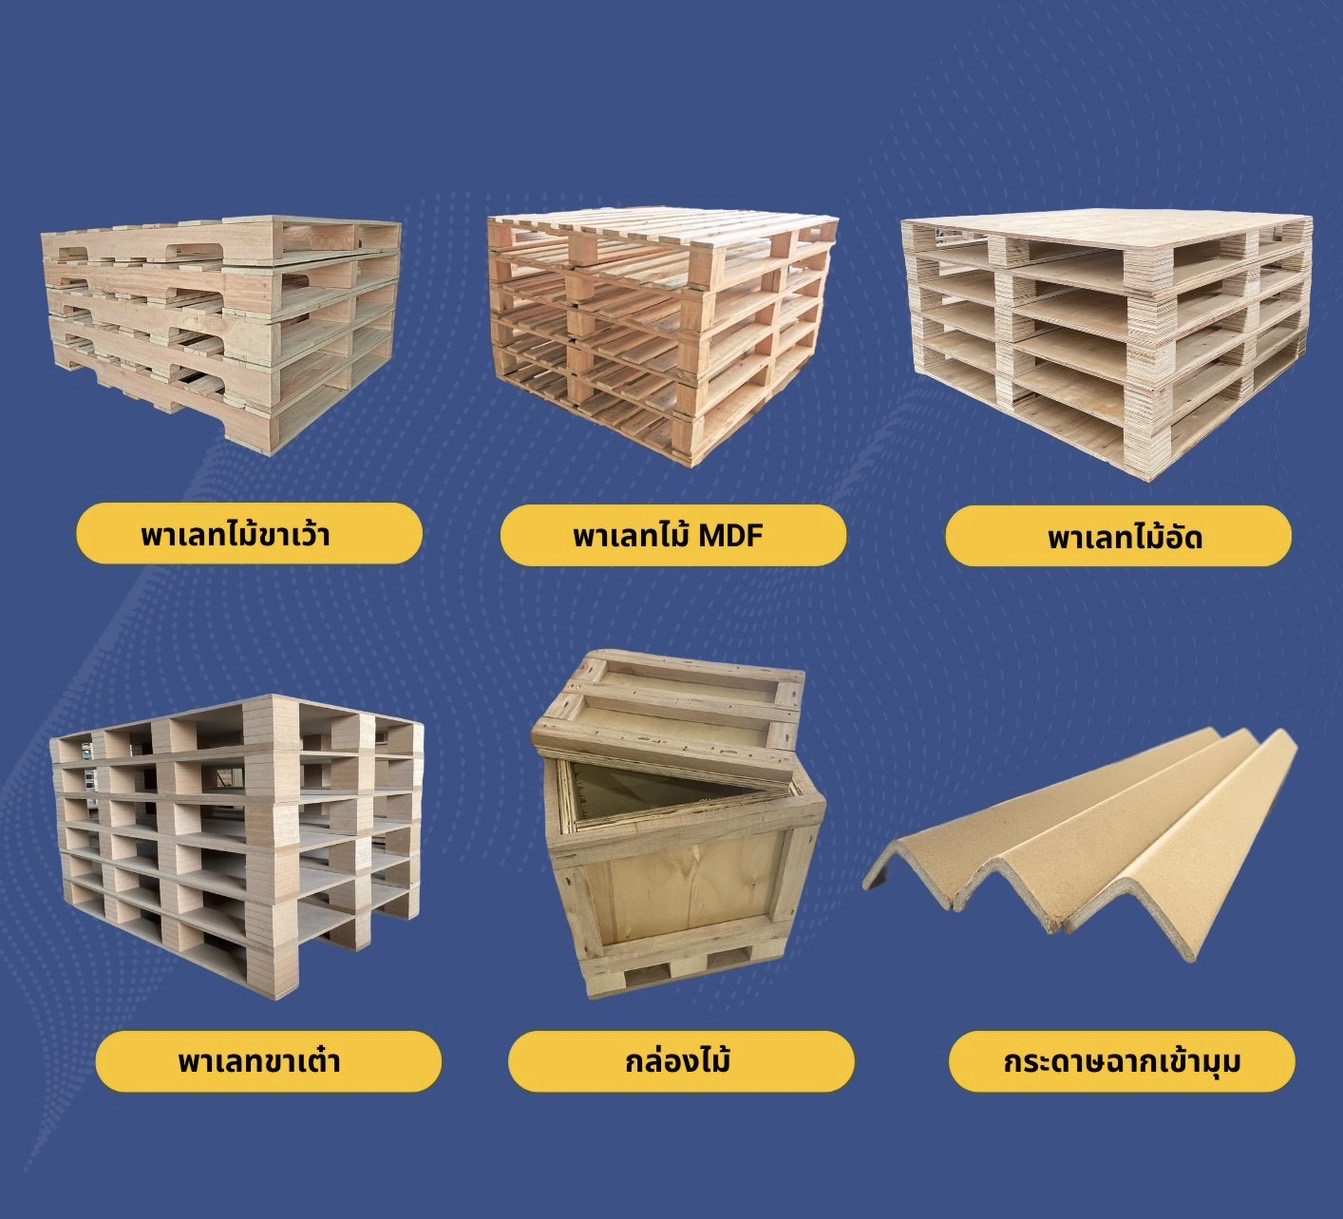 พาเลทไม้ขาเว้า
พาเลทไม้ MDF
พาเลทไม้อัด
พาเลทขาเต๋า
กล่องไม้
กระดาษฉากเข้ามุม